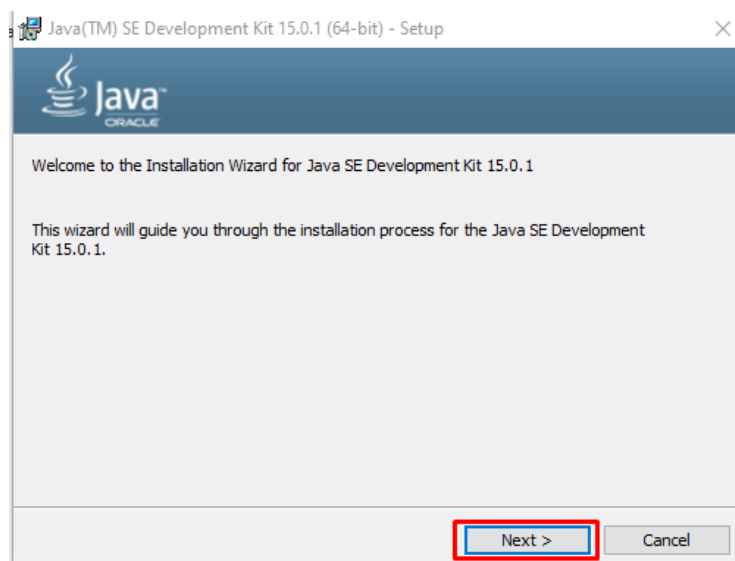 Java(TM) SE Development Kit 15.0.1 (64-bit) - Setup
Java™
ORACLE
Welcome to the Installation Wizard for Java SE Development Kit 15.0.1
This wizard will guide you through the installation process for the Java SE Development
Kit 15.0.1.
Next >
Cancel